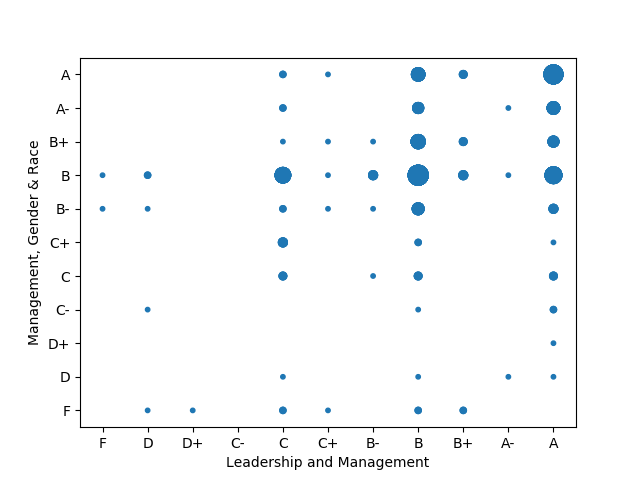 A
A-
B+
B
B-
C+
C
C-
D+
D
F
Management, Gender & Race
F D D+ C- C C+ B- B B+ A- A
Leadership and Management